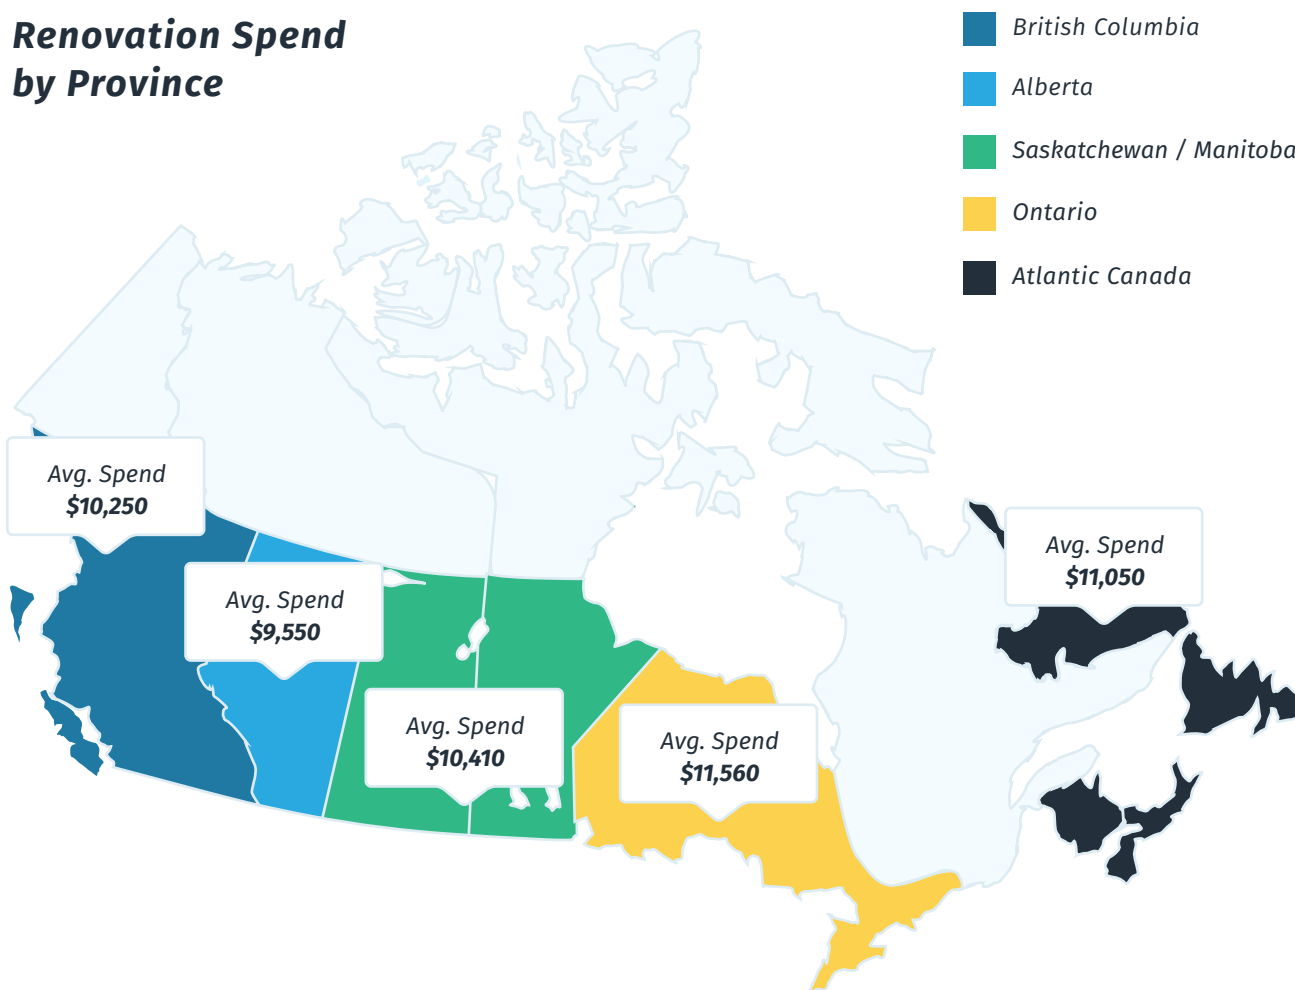 Renovation Spend
by Province
British Columbia
Alberta
Saskatchewan / Manitoba
Ontario
Atlantic Canada
Avg. Spend
$10,250
Avg. Spend
$9,550
Avg. Spend
$10,410
Avg. Spend
$11,560
Avg. Spend
$11,050